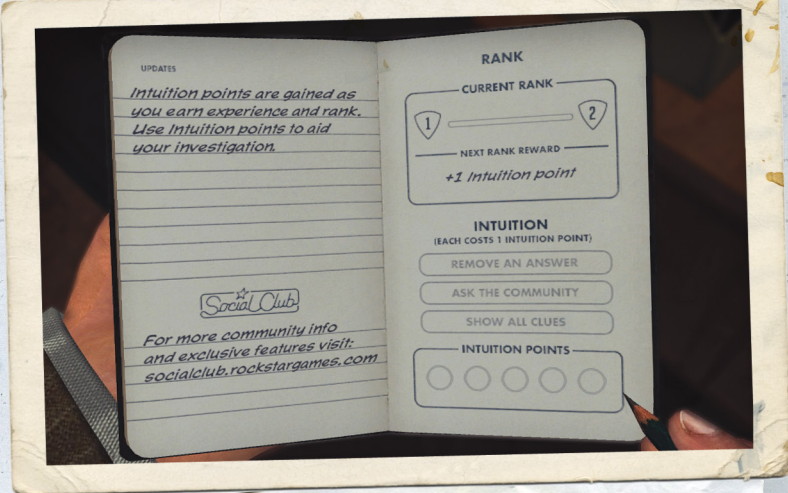 UPDATES
Intuition points are gained as
you earn experience and rank.
Use Intuition points to aid
your investigation.
Social Club
For more community info
and exclusive features visit:
socialclub.rockstargames.com
RANK
CURRENT RANK
1
2
NEXT RANK REWARD
+1 Intuition point
INTUITION
(EACH COSTS 1 INTUITION POINT)
REMOVE AN ANSWER
ASK THE COMMUNITY
SHOW ALL CLUES
INTUITION POINTS